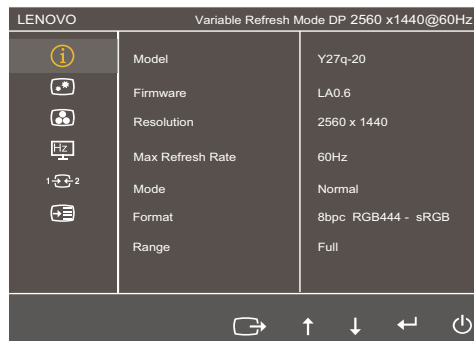 LENOVO Variable Refresh Mode DP 2560 x1440@60Hz
Model Y27q-20
Firmware LA0.6
Resolution 2560 x 1440
Max Refresh Rate 60Hz
Mode Normal
Format 8bpc RGB444 - sRGB
Range Full
Hz
1 2